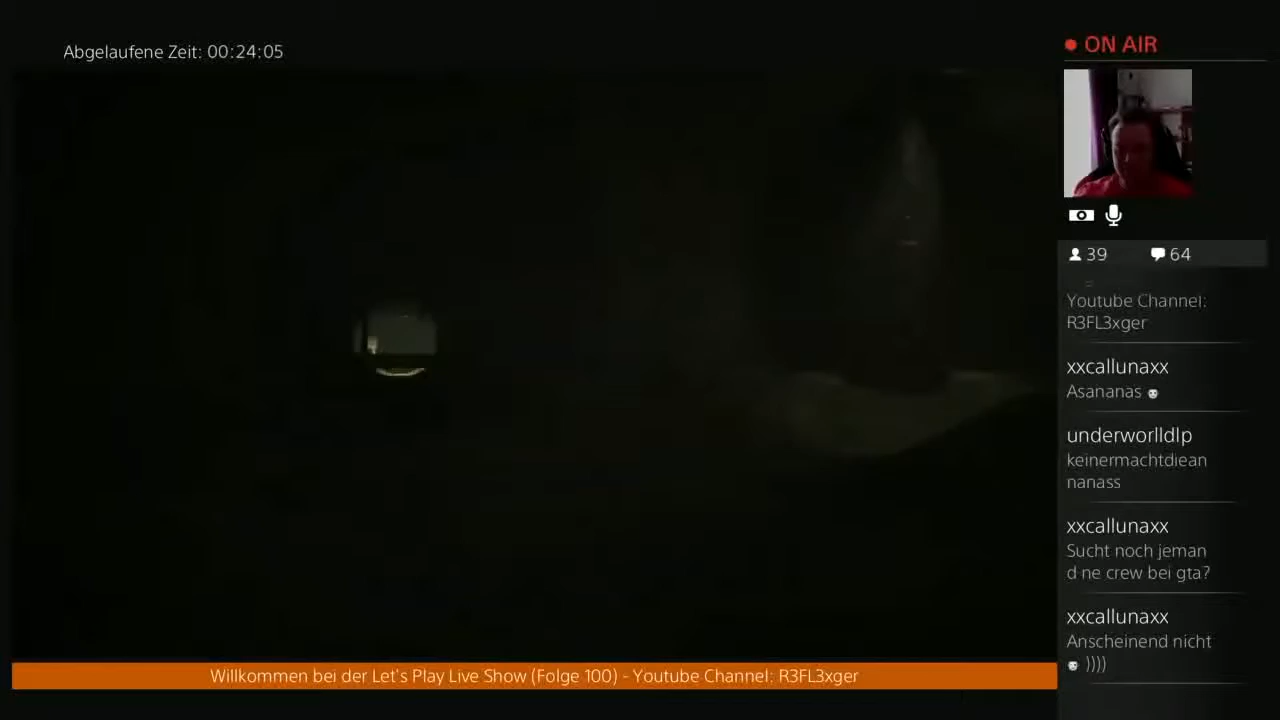 Abgelaufene Zeit: 00:24:05
ON AIR
39 64
Youtube Channel:
R3FL3xger
xxcallunaxx
Asananas
underworlldlp
keinermachtdiean
nanass
xxcallunaxx
Sucht noch jeman
d ne crew bei gta?
xxcallunaxx
Anscheinend nicht
))))
Willkommen bei der Let's Play Live Show (Folge 100) - Youtube Channel: R3FL3xger